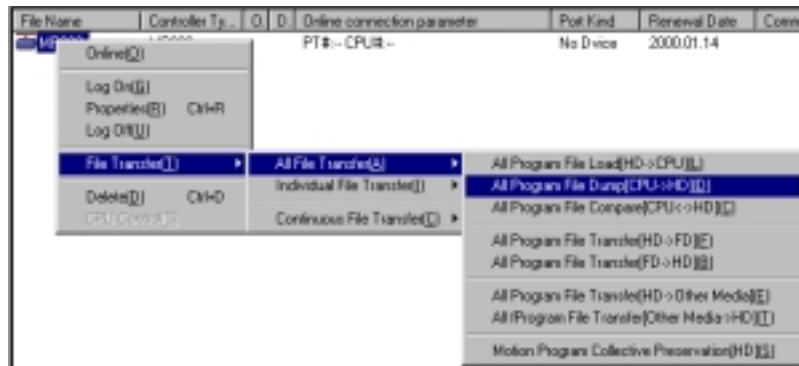 File Name Controller Ty... O. D. Online connection parameter Port Kind Renewal Date Comm
PT#:-- CPU#:-- No Dvice 2000.01.14
Online(O)
Log On(G)
Properties(R) Ctrl+R
Log Off(U)
File Transfer(T)
Delete(D) Ctrl+D
CPU Control(S)
All File Transfer(A)
Individual File Transfer(I)
Continuous File Transfer(C)
All Program File Load[HD->CPU](L)
All Program File Dump[CPU->HD](D)
All Program File Compare[CPU<->HD](C)
All Program File Transfer[HD->FD](F)
All Program File Transfer[FD->HD](B)
All Program File Transfer[HD->Other Media](E)
All fProgram File Transfer[Other Media->HD](T)
Motion Program Collective Preservation[HD](S)